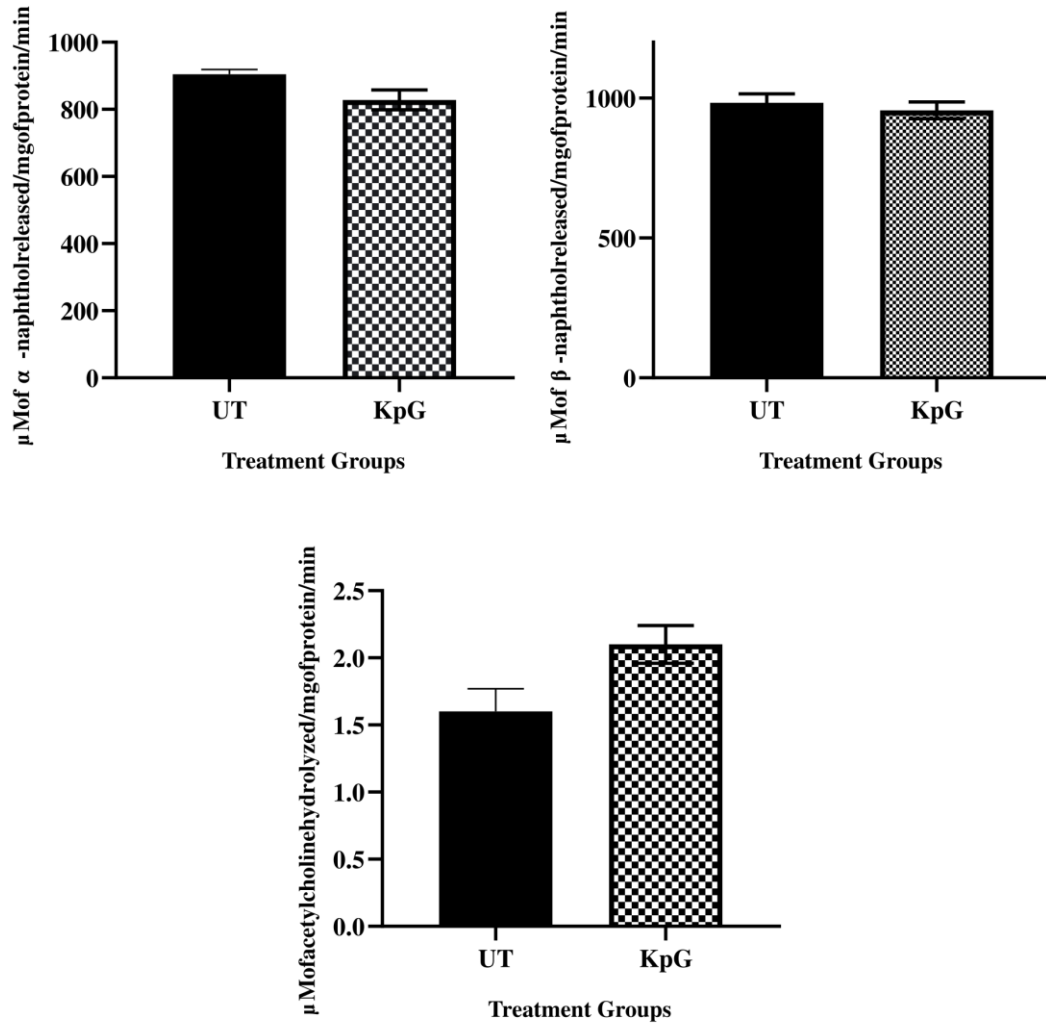 µMof α -naphtholreleased/mgofprotein/min
1000
800
600
400
200
0
UT KpG
Treatment Groups
µMof β -naphtholreleased/mgofprotein/min
1000
500
0
UT KpG
Treatment Groups
µMofacetylcholinehydrolyzed/mgofprotein/min
2.5
2.0
1.5
1.0
0.5
0.0
UT KpG
Treatment Groups